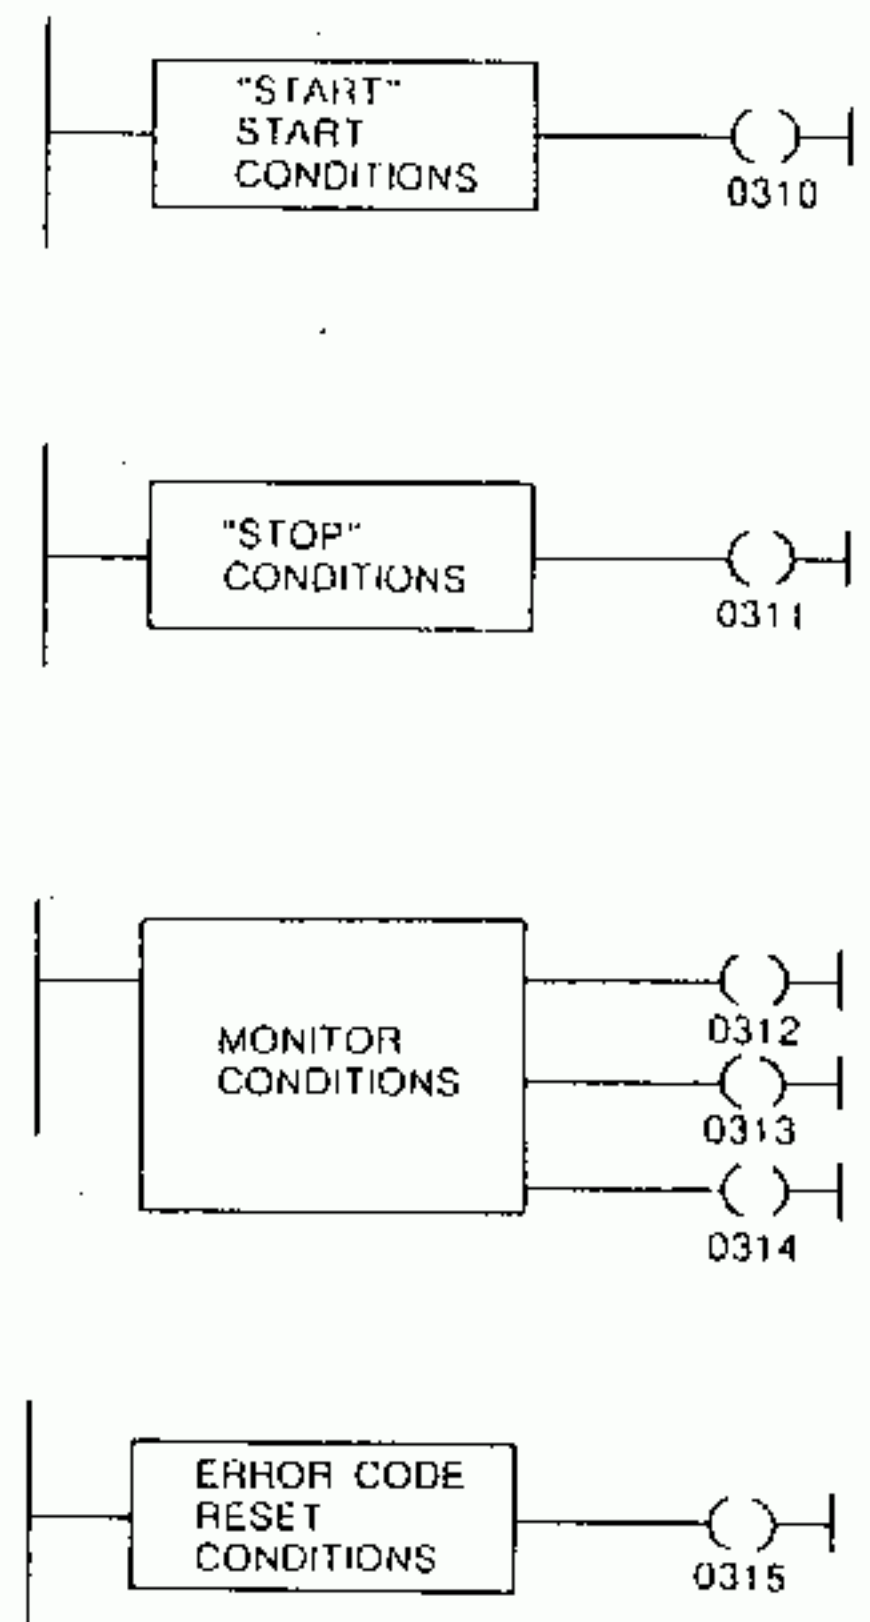 "START"
START
CONDITIONS
0310
"STOP"
CONDITIONS
0311
MONITOR
CONDITIONS
0312
0313
0314
ERROR CODE
RESET
CONDITIONS
0315